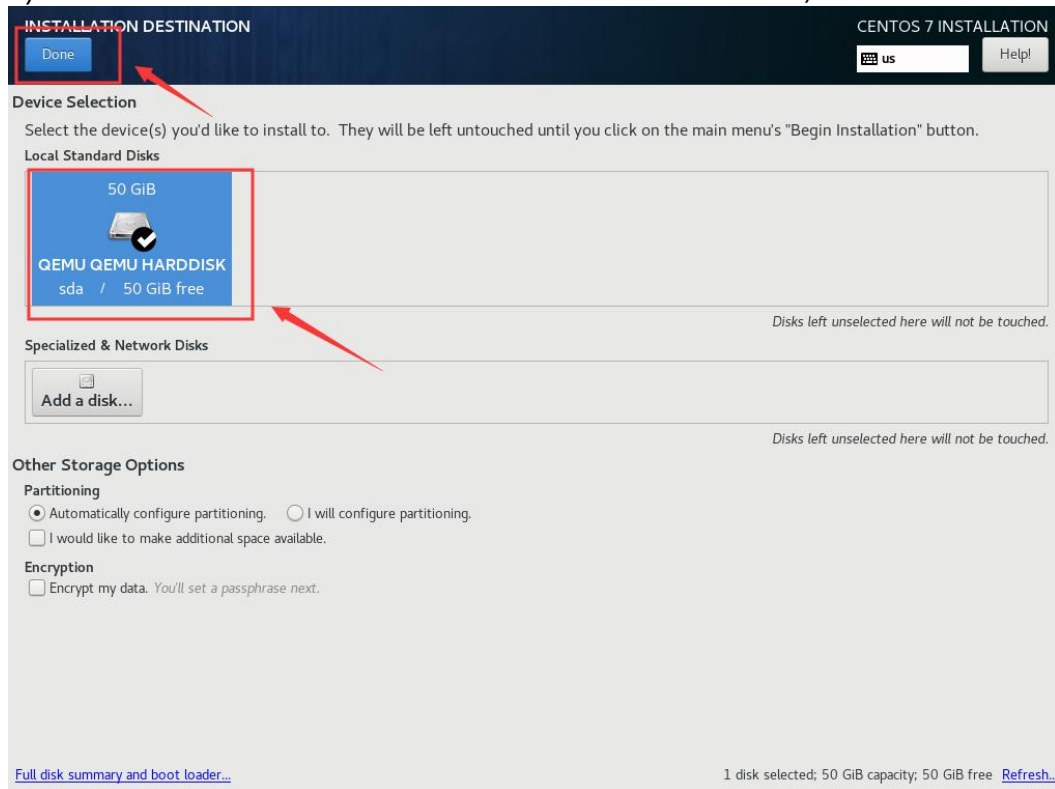 INSTALLATION DESTINATION
CENTOS 7 INSTALLATION
Done
us
Help!
Device Selection
Select the device(s) you'd like to install to. They will be left untouched until you click on the main menu's "Begin Installation" button.
Local Standard Disks
50 GiB
QEMU QEMU HARDDISK
sda / 50 GiB free
Disks left unselected here will not be touched.
Specialized & Network Disks
Add a disk...
Disks left unselected here will not be touched.
Other Storage Options
Partitioning
Automatically configure partitioning. I will configure partitioning.
I would like to make additional space available.
Encryption
Encrypt my data. You'll set a passphrase next.
Full disk summary and boot loader...
1 disk selected; 50 GiB capacity; 50 GiB free Refresh..